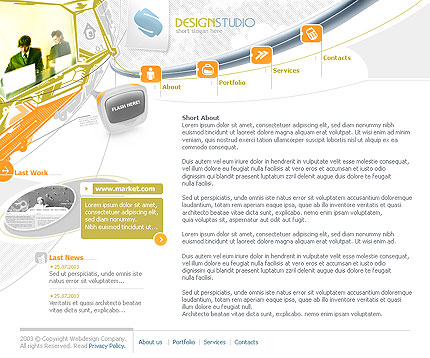 DESIGNSTUDIO
short slogan here
Contacts
Services
Portfolio
About
FLASH HERE!
Short About
Lorem ipsum dolor sit amet, consectetuer adipiscing elit, sed diam nonummy nibh
euismod tincidunt ut laoreet dolore magna aliquam erat volutpat. Ut wisi enim ad
minim veniam, quis nostrud exerci tation ullamcorper suscipit lobortis nisl ut aliquip ex ea
commodo consequat.
Duis autem vel eum iriure dolor in hendrerit in vulputate velit esse molestie consequat,
vel illum dolore eu feugiat nulla facilisis at vero eros et accumsan et iusto odio
dignissim qui blandit praesent luptatum zzril delenit augue duis dolore te feugait
nulla facilisi.
Sed ut perspiciatis, unde omnis iste natus error sit voluptatem accusantium doloremque
laudantium, totam rem aperiam eaque ipsa, quae ab illo inventore veritatis et quasi
architecto beatae vitae dicta sunt, explicabo. nemo enim ipsam voluptatem,
quia voluptas sit, aspernatur aut odit aut fugit.
Lorem ipsum dolor sit amet, consectetuer adipiscing elit, sed diam nonummy nibh
euismod tincidunt ut laoreet dolore magna aliquam erat volutpat. Ut wisi enim ad.
Duis autem vel eum iriure dolor in hendrerit in vulputate velit esse molestie consequat,
vel illum dolore eu feugiat nulla facilisis at vero eros et accumsan et iusto odio
dignissim qui blandit praesent luptatum zzril delenit augue duis dolore te feugait
nulla facilisi.
Sed ut perspiciatis, unde omnis iste natus error sit voluptatem accusantium doloremque
laudantium, totam rem aperiam eaque ipsa, quae ab illo inventore veritatis et quasi
Architecto beatae vitae dicta sunt, explicabo.
Last Work
www.market.com
Lorem ipsum dolor sit
amet, consectetuer
adipiscing elit, sed diam
nonummy nibh euismod
tincidunt ut...
Last News
25.07.2003
Sed ut perspiciatis, unde omnis iste
natus error sit voluptatem...
25.07.2003
Veritatis et quasi architecto beatae vitae
dicta sunt, explicabo...
2003 © Copyright Webdesign Company.
All rights Reserved. Read Privacy Policy.
About us | Portfolio | Services | Contacts